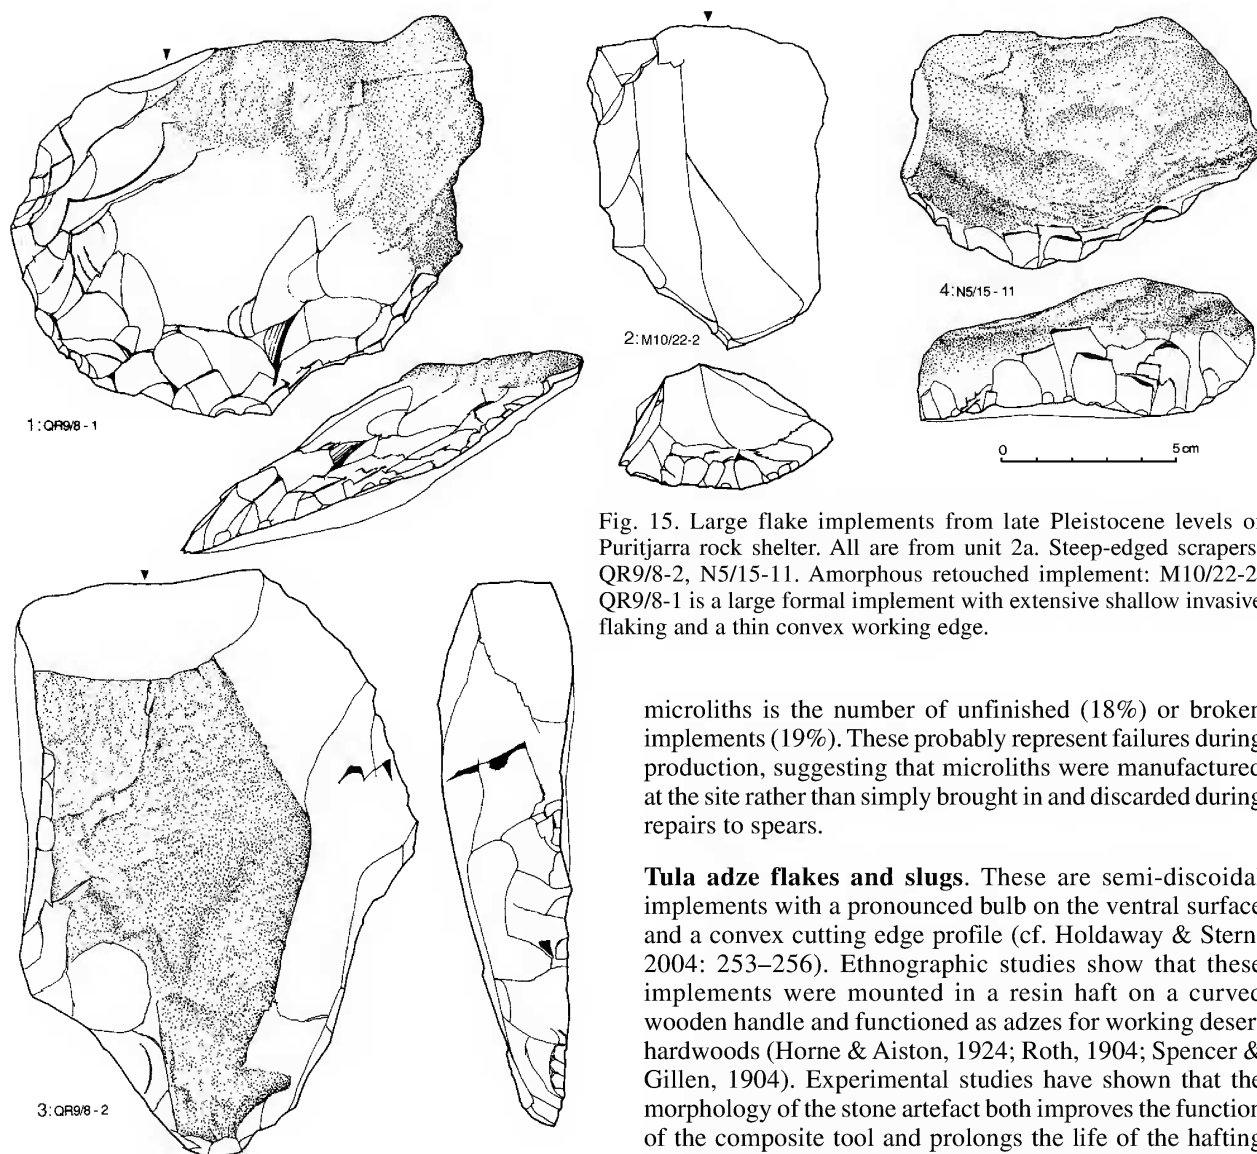 1:QR9/8-1
2:M10/22-2
4:N5/15-11
0 5 cm
3:QR9/8-2
Fig. 15. Large flake implements from late Pleistocene levels of
Puritjarra rock shelter. All are from unit 2a. Steep-edged scrapers
QR9/8-2, N5/15-11. Amorphous retouched implement: M10/22-2
QR9/8-1 is a large formal implement with extensive shallow invasive
flaking and a thin convex working edge.
microliths is the number of unfinished (18%) or broken
implements (19%). These probably represent failures during
production, suggesting that microliths were manufactured
at the site rather than simply brought in and discarded during
repairs to spears.
Tula adze flakes and slugs. These are semi-discoida
implements with a pronounced bulb on the ventral surface
and a convex cutting edge profile (cf. Holdaway & Stern
2004: 253–256). Ethnographic studies show that these
implements were mounted in a resin haft on a curved
wooden handle and functioned as adzes for working deser
hardwoods (Horne & Aiston, 1924; Roth, 1904; Spencer &
Gillen, 1904). Experimental studies have shown that the
morphology of the stone artefact both improves the function
of the composite tool and prolongs the life of the hafting